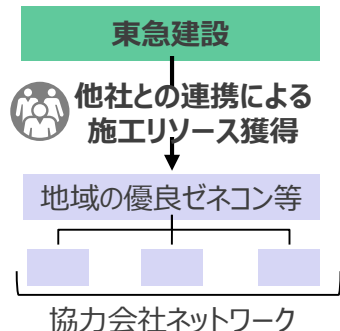 東急建設
他社との連携による
施工リソース獲得
地域の優良ゼネコン等
協力会社ネットワーク